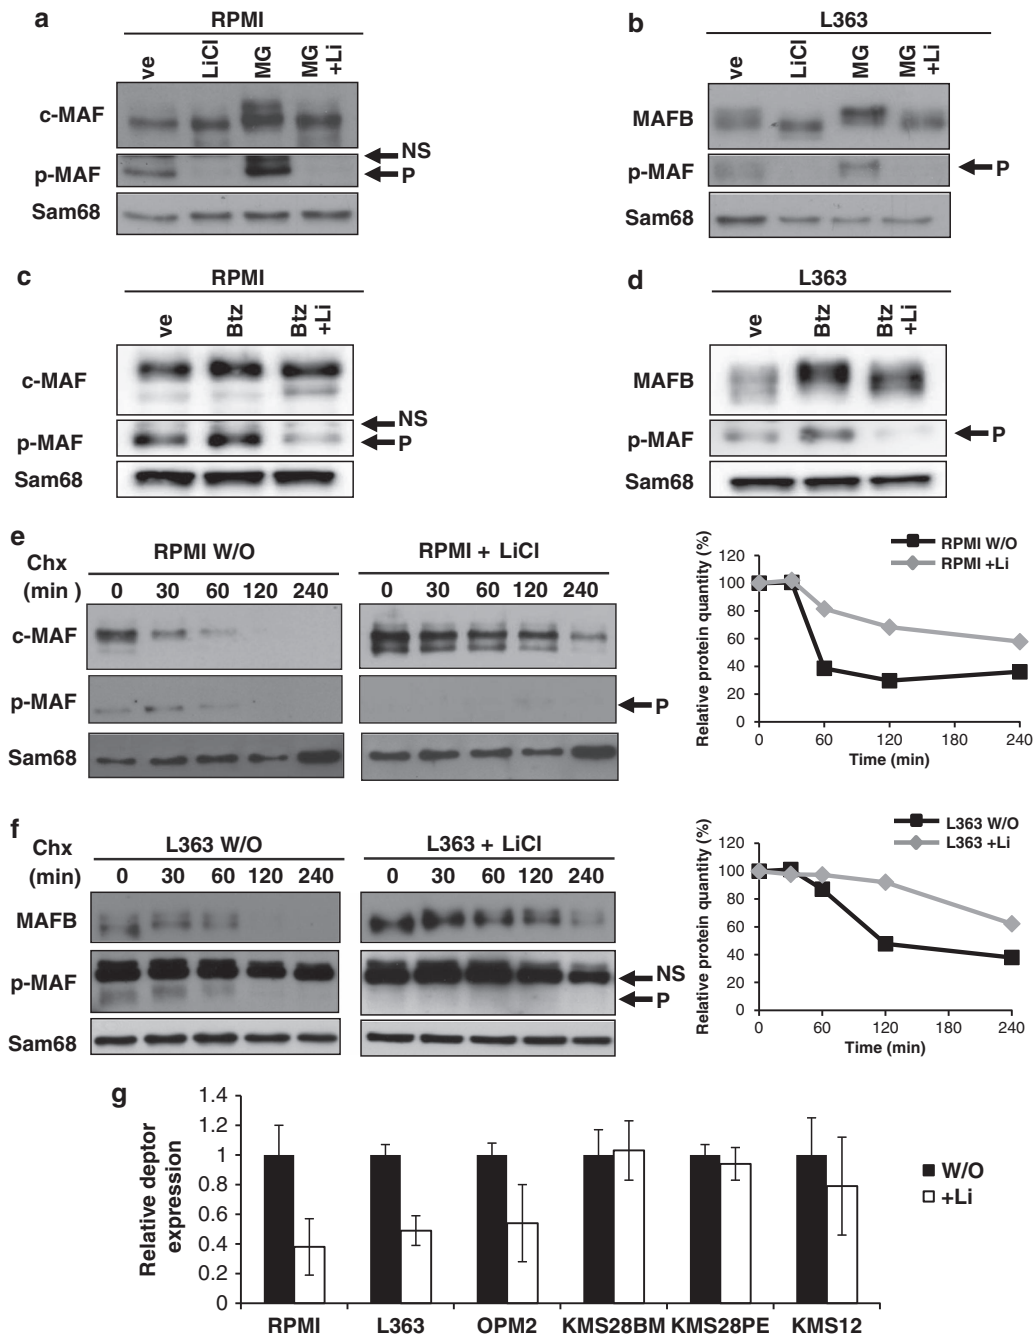 a
RPMI
ve
LiCl
MG
MG +Li
c-MAF
NS
p-MAF
P
Sam68
b
L363
ve
LiCl
MG
MG +Li
MAFB
p-MAF
P
Sam68
c
RPMI
ve
Btz
Btz +Li
c-MAF
NS
p-MAF
P
Sam68
d
L363
ve
Btz
Btz +Li
MAFB
p-MAF
P
Sam68
e
Chx
(min )
RPMI W/O
0 30 60 120 240
RPMI + LiCl
0 30 60 120 240
c-MAF
p-MAF
P
Sam68
RPMI W/O
RPMI +Li
Relative protein quantity (%)
120
100
80
60
40
20
0
0 60 120 180 240
Time (min)
f
Chx
(min)
L363 W/O
0 30 60 120 240
L363 + LiCl
0 30 60 120 240
MAFB
p-MAF
NS
P
Sam68
L363 W/O
L363 +Li
Relative protein quantity (%)
120
100
80
60
40
20
0
0 60 120 180 240
Time (min)
g
Relative deptor
expression
1.4
1.2
1
0.8
0.6
0.4
0.2
0
RPMI L363 OPM2 KMS28BM KMS28PE KMS12
W/O
+Li